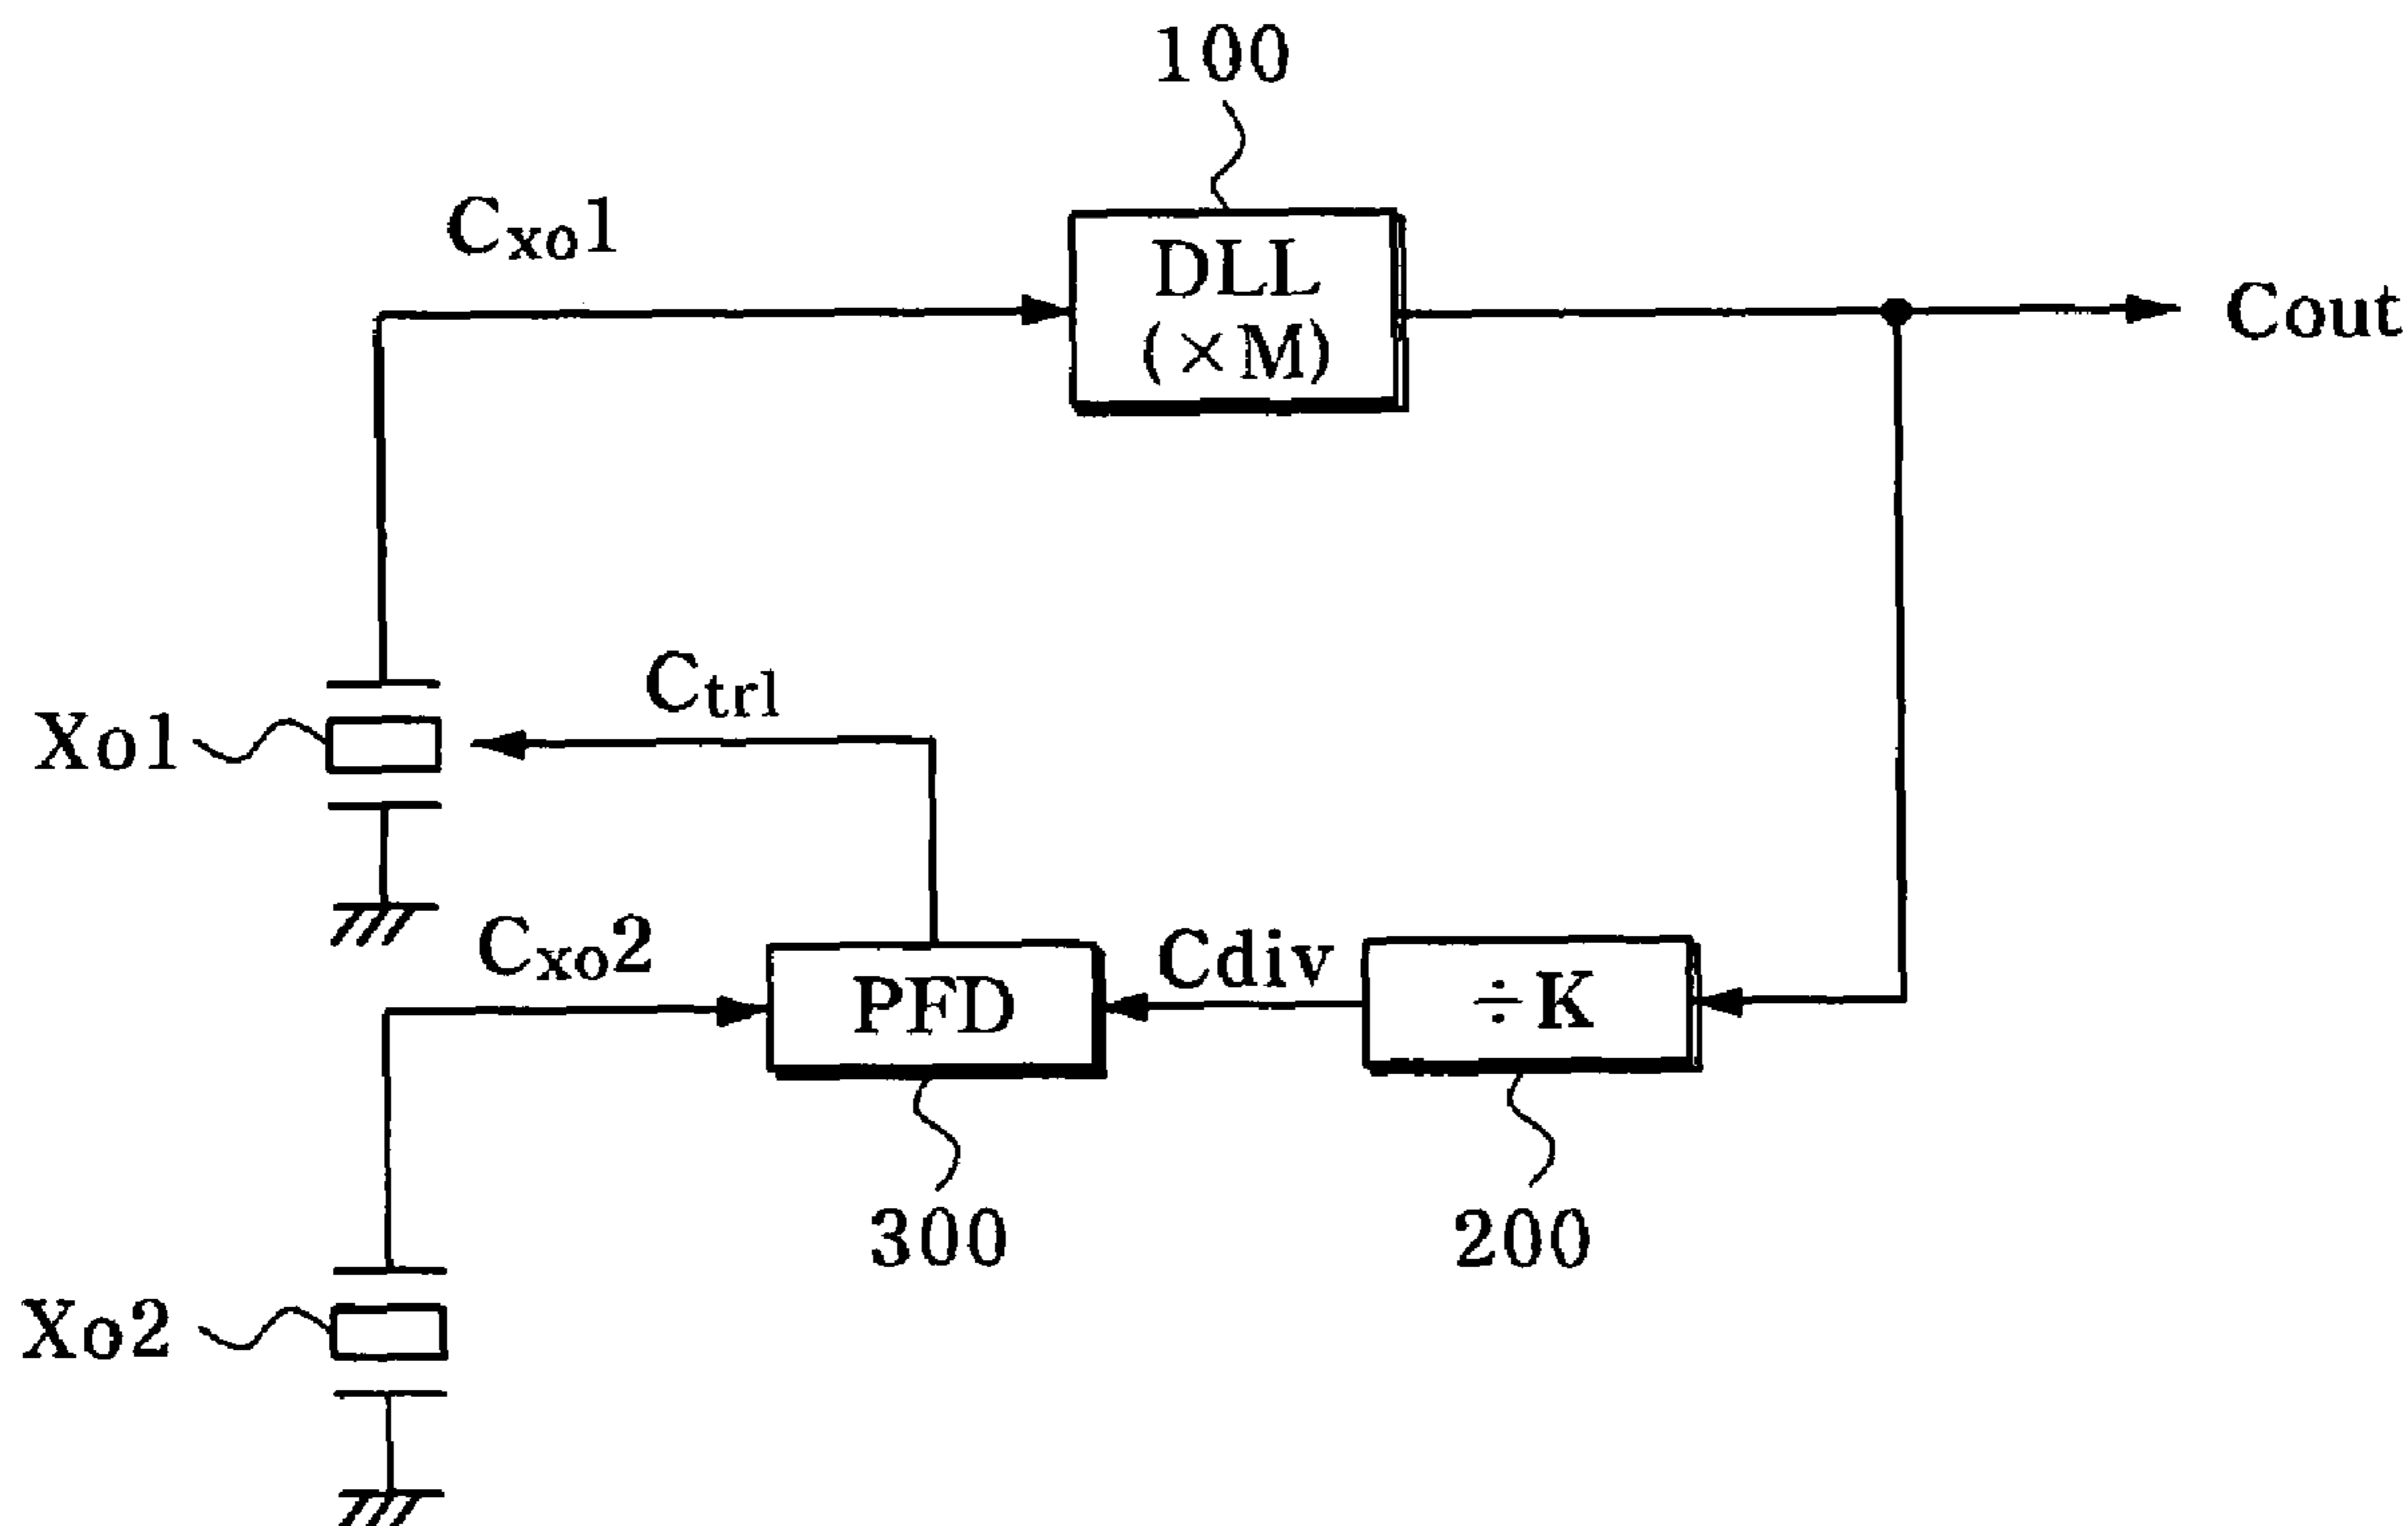 100
Cxo1
DLL
(×M)
Cout
Ctrl
Xo1
Cxo2
PFD
Cdiv
÷K
300
200
Xo2